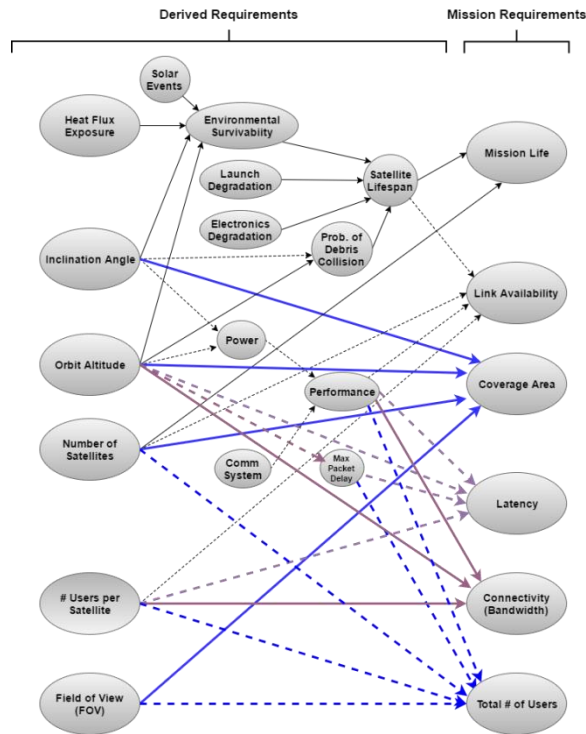 Derived Requirements
Mission Requirements
Solar
Events
Heat Flux
Exposure
Environmental
Survivabiity
Mission Life
Launch
Degradation
Satellite
Lifespan
Electronics
Degradation
Prob. of
Debris
Collision
Inclination Angle
Link Availability
Power
Orbit Altitude
Coverage Area
Performance
Number of
Satellites
Comm
System
Max
Packet
Delay
Latency
# Users per
Satellite
Connectivity
(Bandwidth)
Field of View
(FOV)
Total # of Users